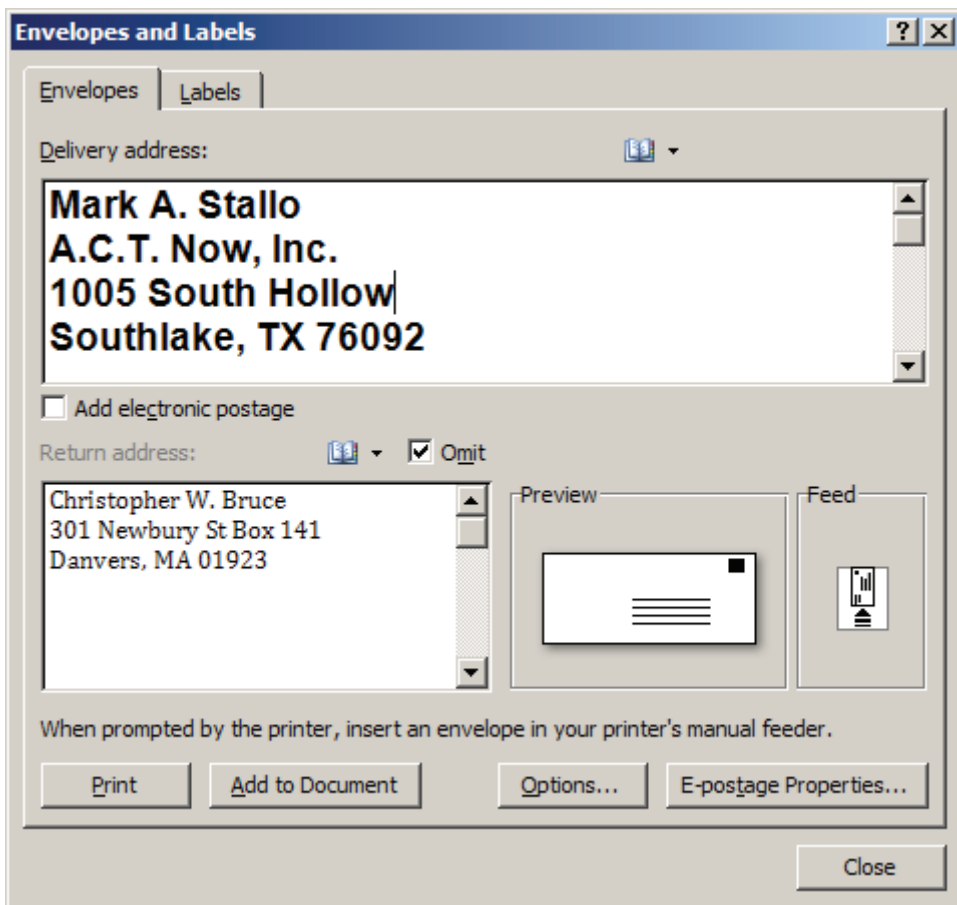 Envelopes and Labels
Envelopes Labels
Delivery address:
Mark A. Stallo
A.C.T. Now, Inc.
1005 South Hollow
Southlake, TX 76092
Add electronic postage
Return address: Omit
Christopher W. Bruce
301 Newbury St Box 141
Danvers, MA 01923
Preview Feed
When prompted by the printer, insert an envelope in your printer's manual feeder.
Print Add to Document Options... E-postage Properties...
Close